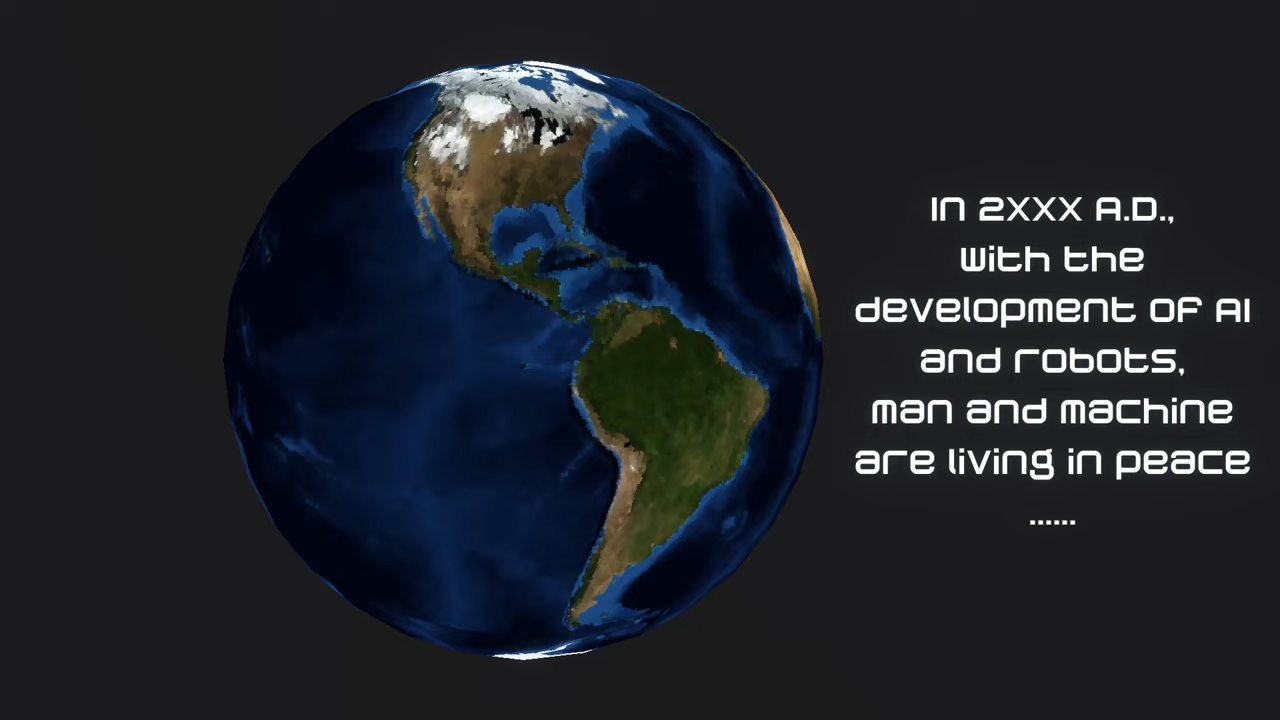 In 2XXX A.D.,
with the
development of AI
and robots,
man and machine
are living in peace
......